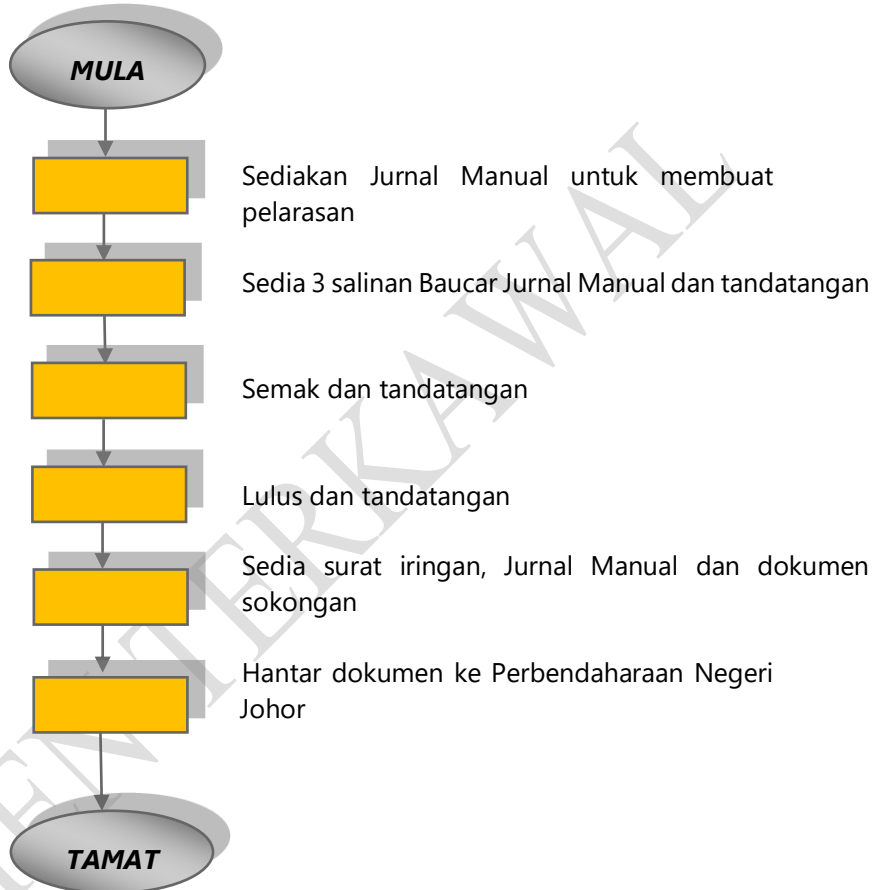 MULA
Sediakan Jurnal Manual untuk membuat
pelarasan
Sedia 3 salinan Baucar Jurnal Manual dan tandatangan
Semak dan tandatangan
Lulus dan tandatangan
Sedia surat iringan, Jurnal Manual dan dokumen
sokongan
Hantar dokumen ke Perbendaharaan Negeri
Johor
TAMAT
EN TERKAWAL